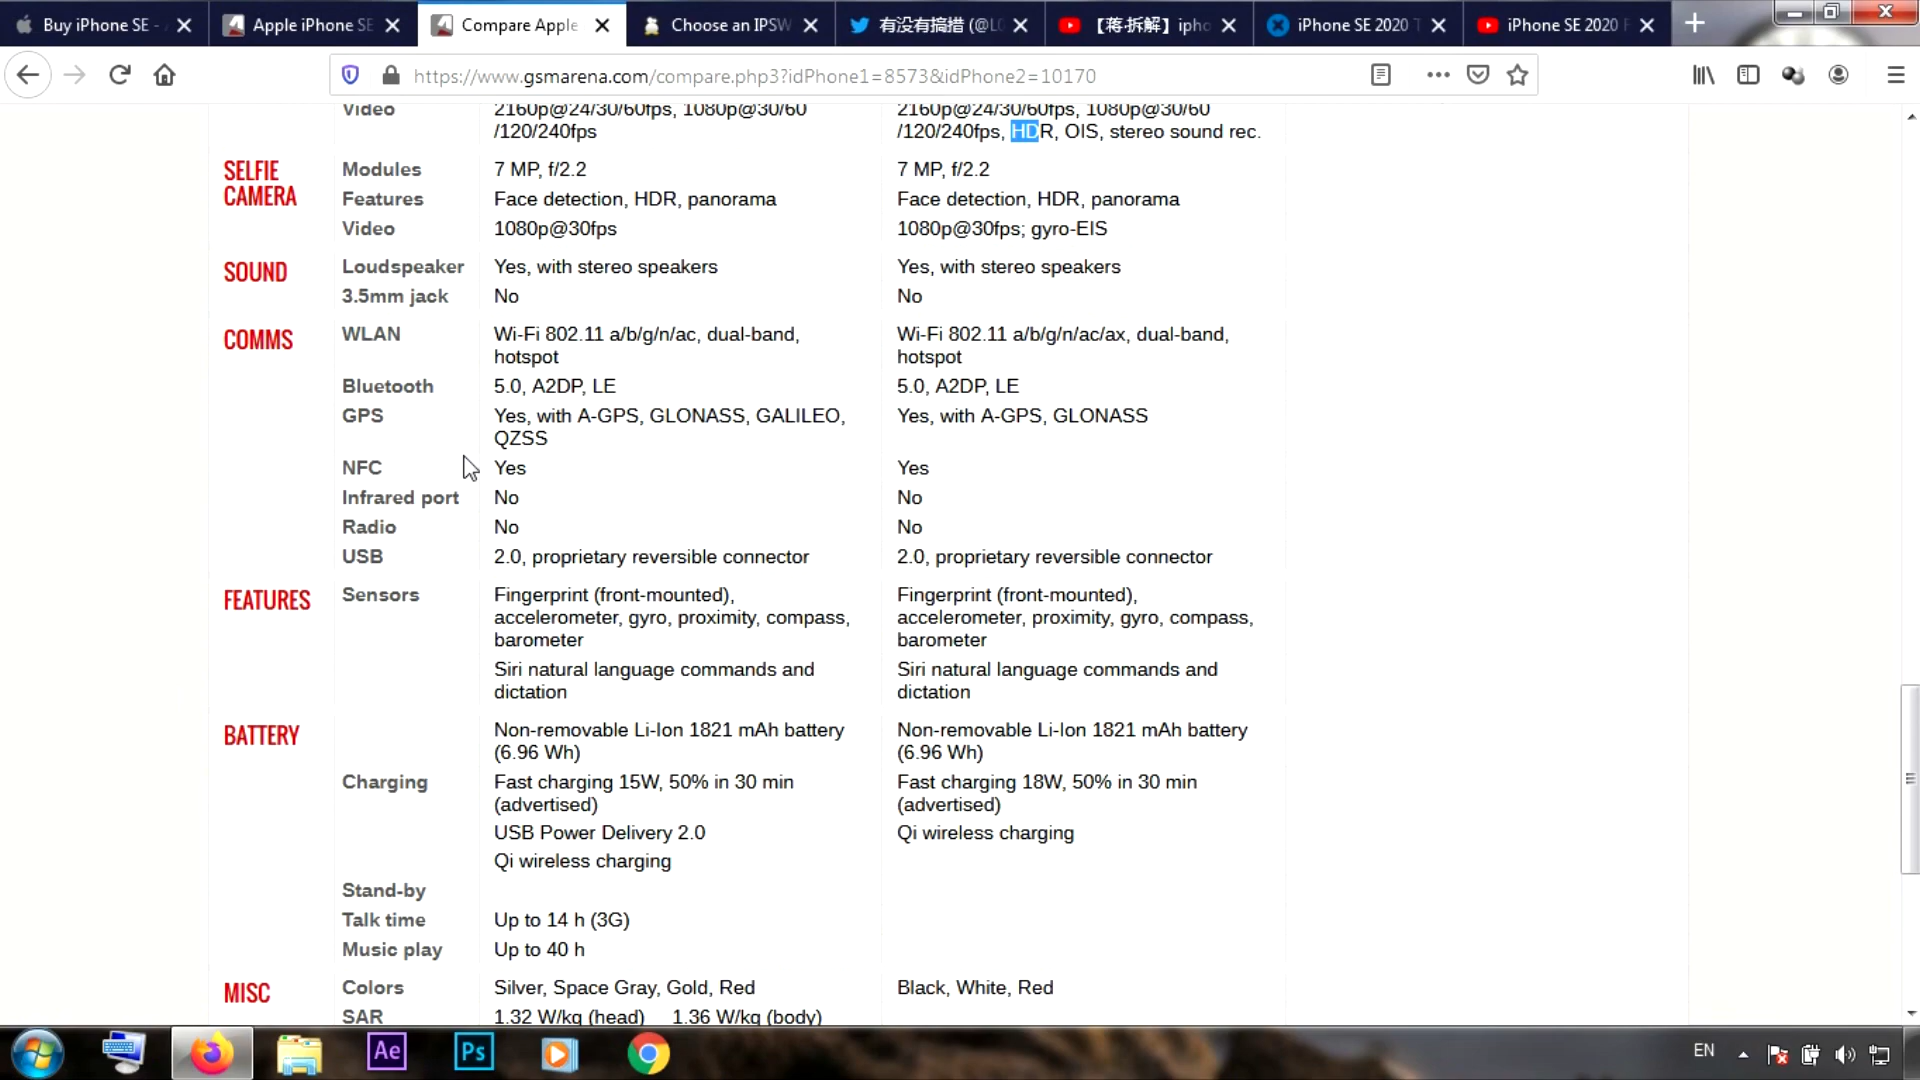 Buy iPhone SE -
Apple iPhone SE
Compare Apple
Choose an IPSW
有没有搞措 (@L
【蒋·拆解】ipho
iPhone SE 2020 T
iPhone SE 2020
https://www.gsmarena.com/compare.php3?idPhone1=8573&idPhone2=10170
Video 2160p@24/30/60fps, 1080p@30/60 2160p@24/30/60fps, 1080p@30/60
/120/240fps /120/240fps, HDR, OIS, stereo sound rec.
SELFIE Modules 7 MP, f/2.2 7 MP, f/2.2
CAMERA Features Face detection, HDR, panorama Face detection, HDR, panorama
Video 1080p@30fps 1080p@30fps; gyro-EIS
SOUND Loudspeaker Yes, with stereo speakers Yes, with stereo speakers
3.5mm jack No No
COMMS WLAN Wi-Fi 802.11 a/b/g/n/ac, dual-band, Wi-Fi 802.11 a/b/g/n/ac/ax, dual-band,
hotspot hotspot
Bluetooth 5.0, A2DP, LE 5.0, A2DP, LE
GPS Yes, with A-GPS, GLONASS, GALILEO, Yes, with A-GPS, GLONASS
QZSS
NFC Yes Yes
Infrared port No No
Radio No No
USB 2.0, proprietary reversible connector 2.0, proprietary reversible connector
FEATURES Sensors Fingerprint (front-mounted), Fingerprint (front-mounted),
accelerometer, gyro, proximity, compass, accelerometer, proximity, gyro, compass,
barometer barometer
Siri natural language commands and Siri natural language commands and
dictation dictation
BATTERY Non-removable Li-Ion 1821 mAh battery Non-removable Li-Ion 1821 mAh battery
(6.96 Wh) (6.96 Wh)
Charging Fast charging 15W, 50% in 30 min Fast charging 18W, 50% in 30 min
(advertised) (advertised)
USB Power Delivery 2.0 Qi wireless charging
Qi wireless charging
Stand-by
Talk time Up to 14 h (3G)
Music play Up to 40 h
MISC Colors Silver, Space Gray, Gold, Red Black, White, Red
SAR 1.32 W/kg (head) 1.36 W/kg (body)
Ae Ps EN